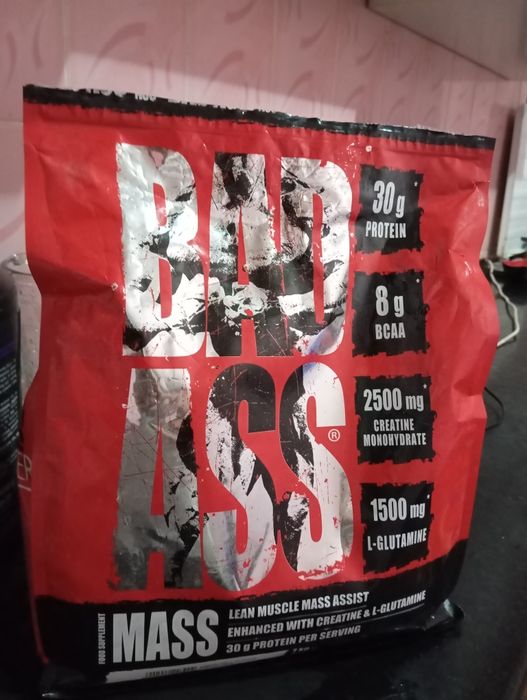 BAD
ASS®
30 g*
PROTEIN
8 g*
BCAA
2500 mg*
CREATINE
MONOHYDRATE
1500 mg*
L-GLUTAMINE
FOOD SUPPLEMENT
MASS
LEAN MUSCLE MASS ASSIST
ENHANCED WITH CREATINE & L-GLUTAMINE
30 g PROTEIN PER SERVING